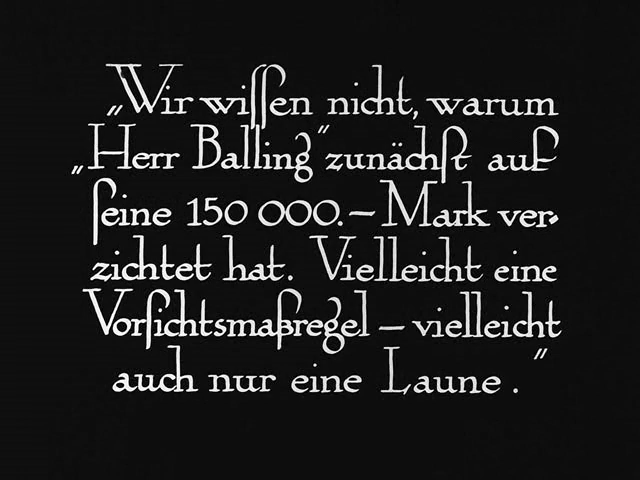 „Wir wiſſen nicht, warum
„Herr Balling" zunächſt auf
ſeine 150 000.— Mark ver-
zichtet hat. Vielleicht eine
Vorſichtsmaßregel — vielleicht
auch nur eine Laune."